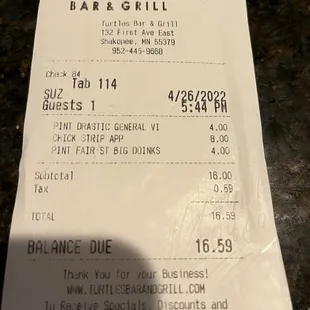 BAR & GRILL
Turtles Bar & Grill
132 First Ave East
Shakopee, MN 55379
952-445-9668
Check 84
Tab 114
SUZ 4/26/2022
Guests 1 5:44 PM
PINT DRASTIC GENERAL VI 4.00
CHICK STRIP APP 8.00
PINT FAIR ST BIG DOINKS 4.00
Subtotal 16.00
Tax 0.59
TOTAL 16.59
BALANCE DUE 16.59
Thank You for your Business!
WWW.TURTLESBARANDGRILL.COM
To Receive Specials, Discounts and